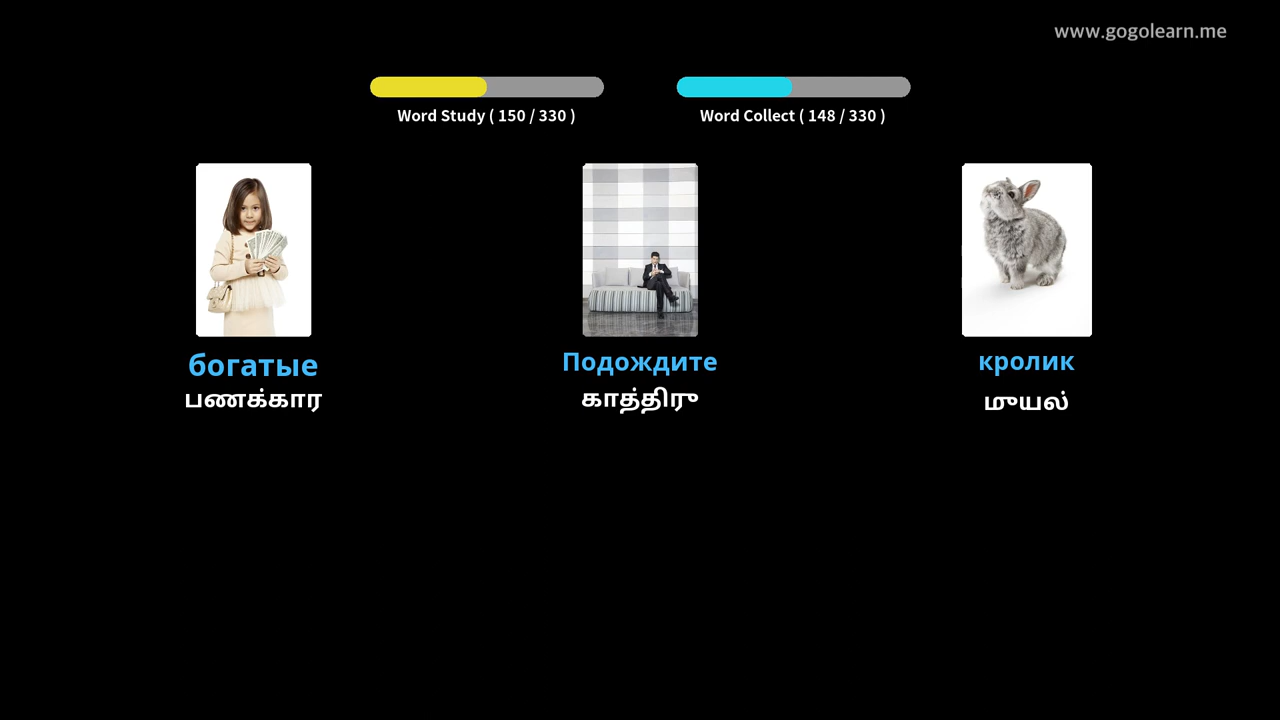 www.gogolearn.me
Word Study ( 150 / 330 )
Word Collect ( 148 / 330 )
богатые
பணக்கார
Подождите
காத்திரு
кролик
முயல்